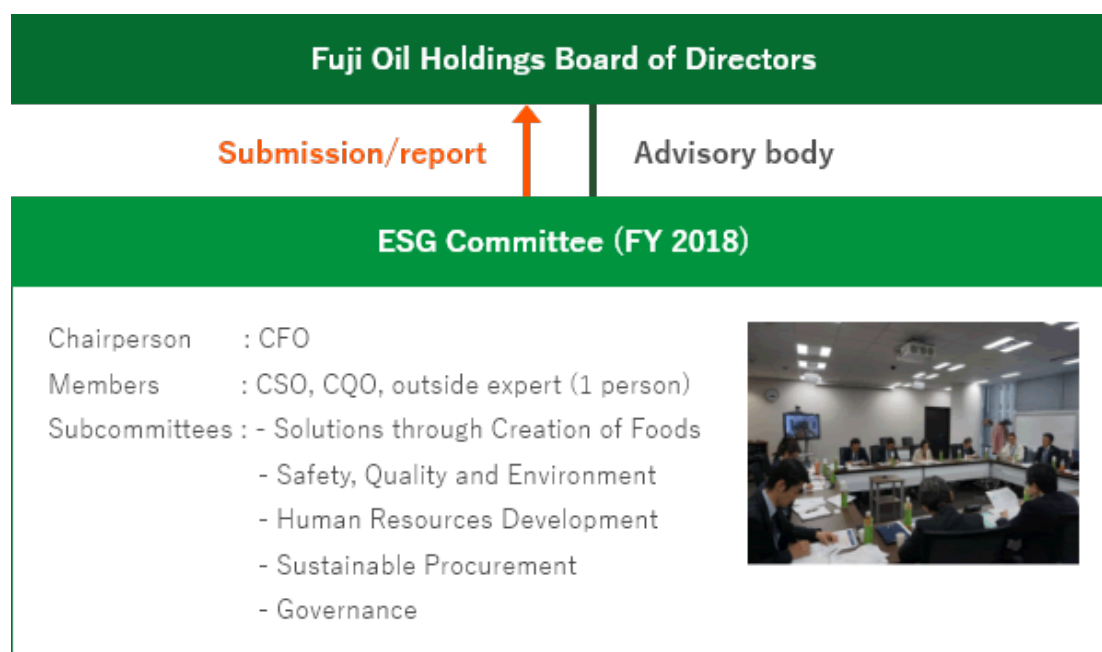 Fuji Oil Holdings Board of Directors
Submission/report
Advisory body
ESG Committee (FY 2018)
Chairperson : CFO
Members : CSO, CQO, outside expert (1 person)
Subcommittees : - Solutions through Creation of Foods
- Safety, Quality and Environment
- Human Resources Development
- Sustainable Procurement
- Governance